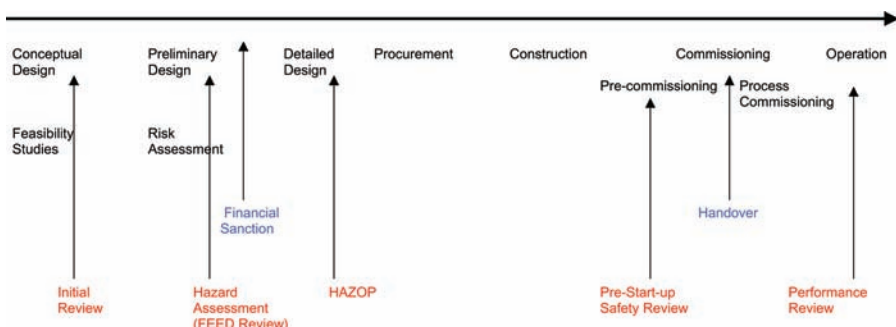 Conceptual
Design
Preliminary
Design
Detailed
Design
Procurement
Construction
Commissioning
Operation
Pre-commissioning
Process
Commissioning
Feasibility
Studies
Risk
Assessment
Financial
Sanction
Handover
Initial
Review
Hazard
Assessment
(FEED Review)
HAZOP
Pre-Start-up
Safety Review
Performance
Review